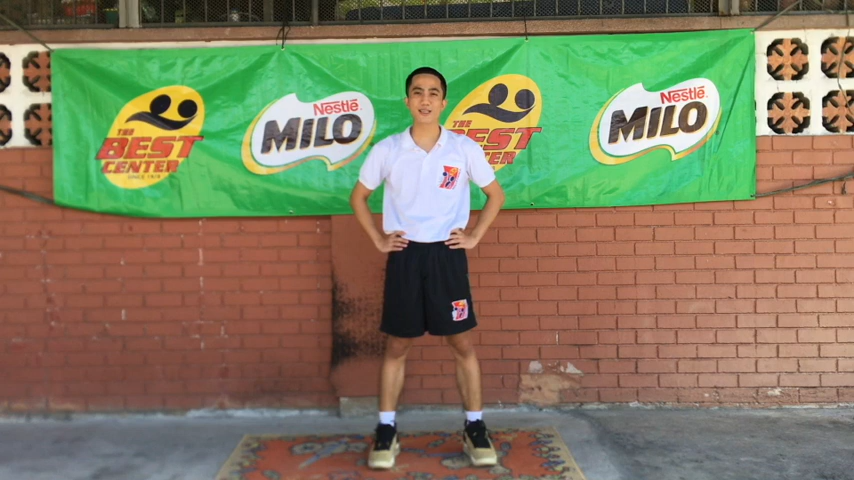 THE
BEST
CENTER
SINCE 1978
Nestlé
MILO
THE
BEST
CENTER
Nestlé
MILO